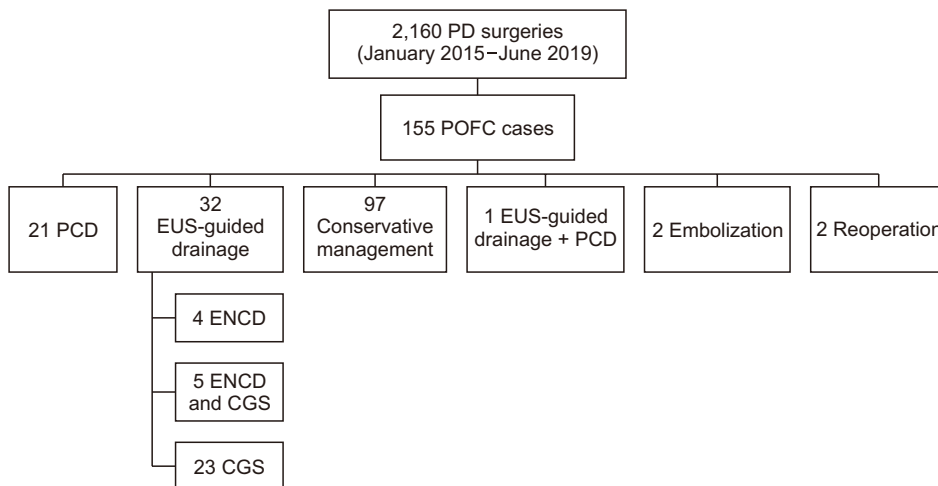 2,160 PD surgeries
(January 2015–June 2019)
155 POFC cases
21 PCD
32
EUS-guided
drainage
97
Conservative
management
1 EUS-guided
drainage + PCD
2 Embolization
2 Reoperation
4 ENCD
5 ENCD
and CGS
23 CGS